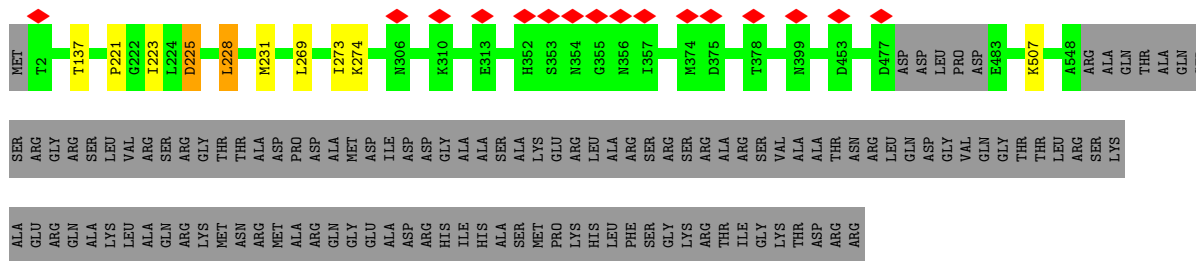 MET T2 T137 P221 G222 I223 L224 D225 L228 M231 L269 I273 K274 N306 K310 E313 H352 S353 N354 G355 N356 I357 M374 D375 T378 N399 D453 D477 ASP ASP LEU PRO ASP E483 K507 A548 ARG ALA GLN THR ALA GLN
SER ARG GLY ARG SER LEU VAL ARG SER ARG GLY THR THR ALA ASP PRO ASP ALA MET ASP ILE ASP ASP GLY ALA ALA SER ALA LYS GLU ARG LEU ALA ARG SER ARG SER ARG ALA ARG SER VAL ALA ALA THR ASN ARG LEU GLN ASP GLY VAL GLN GLY THR THR LEU ARG SER LYS
ALA GLU ARG GLN ALA LYS LEU ALA GLN ARG LYS MET ASN ARG MET ALA ARG GLN GLY GLU ALA ASP ARG HIS ILE HIS ALA SER MET PRO LYS HIS LEU PHE SER GLY LYS ARG THR ILE GLY LYS THR ASP ARG ARG